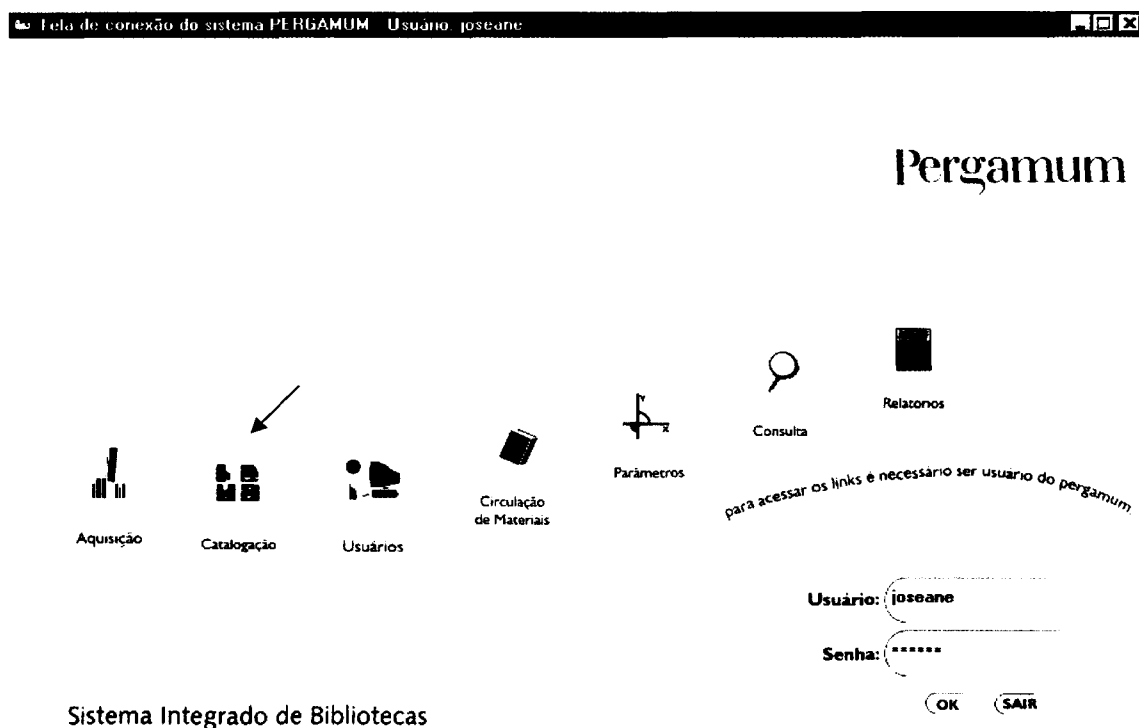 Tela de conexão do sistema PERGAMUM Usuário: joseane
Pergamum
Relatorios
Consulta
Parâmetros
Circulação
de Materiais
Aquisição
Catalogação
Usuários
Y
X
para acessar os links é necessário ser usuário do pergamum.
Usuário: joseane
Senha: ******
OK SAIR
Sistema Integrado de Bibliotecas